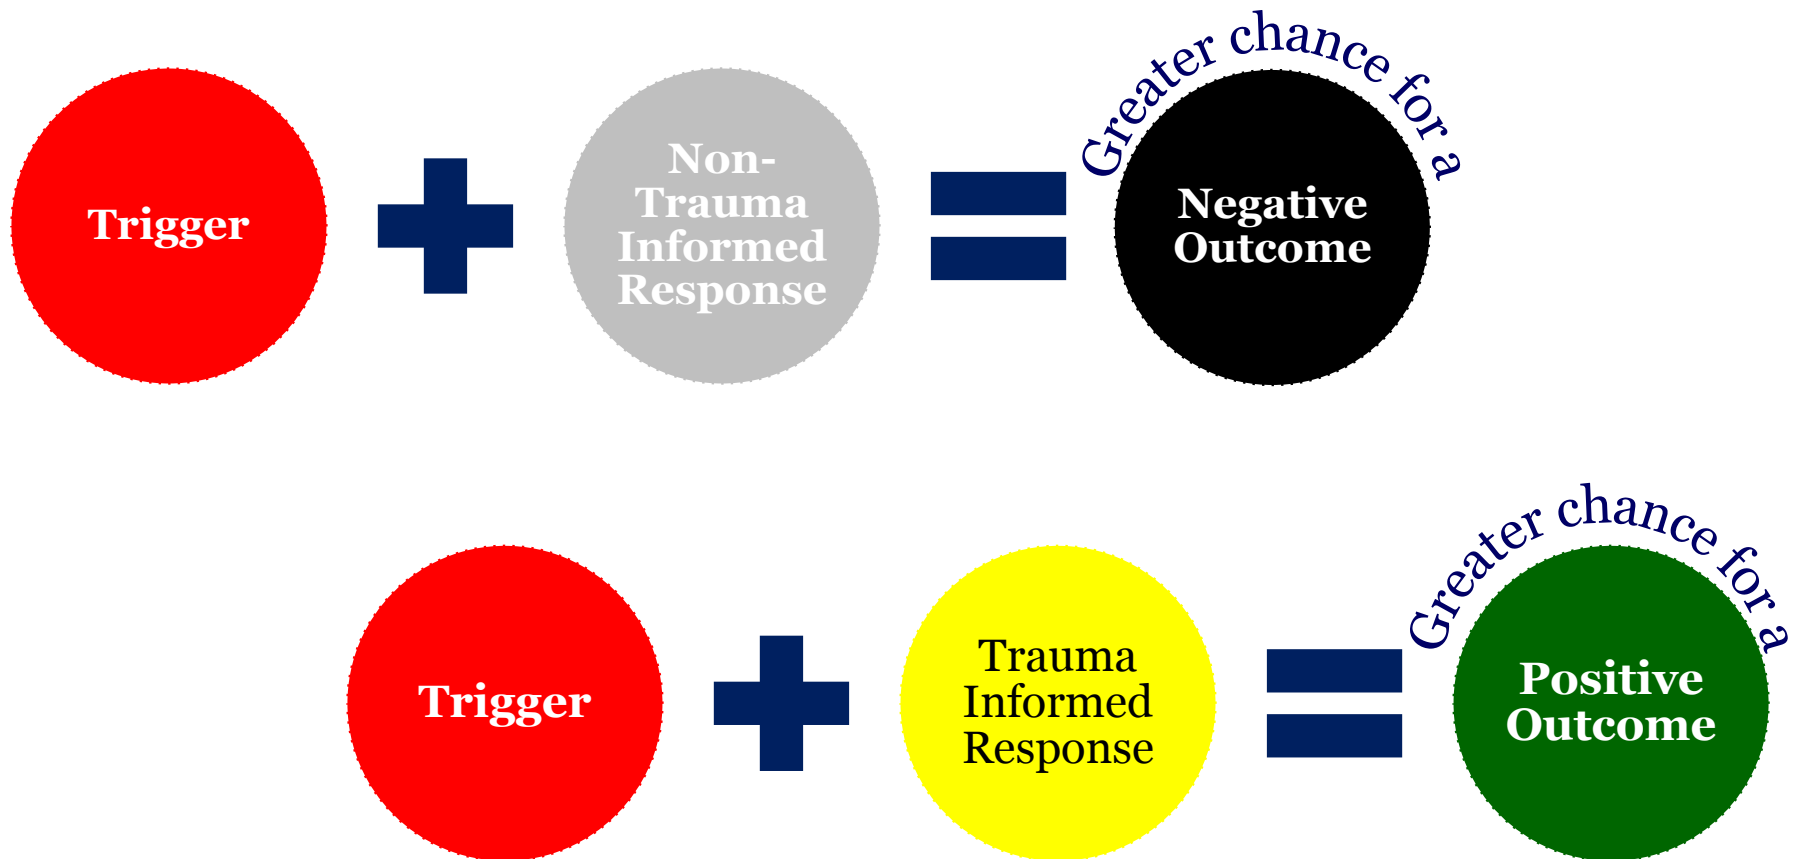 Greater chance for a
Trigger
Non-
Trauma
Informed
Response
Negative
Outcome
Greater chance for a
Trigger
Trauma
Informed
Response
Positive
Outcome